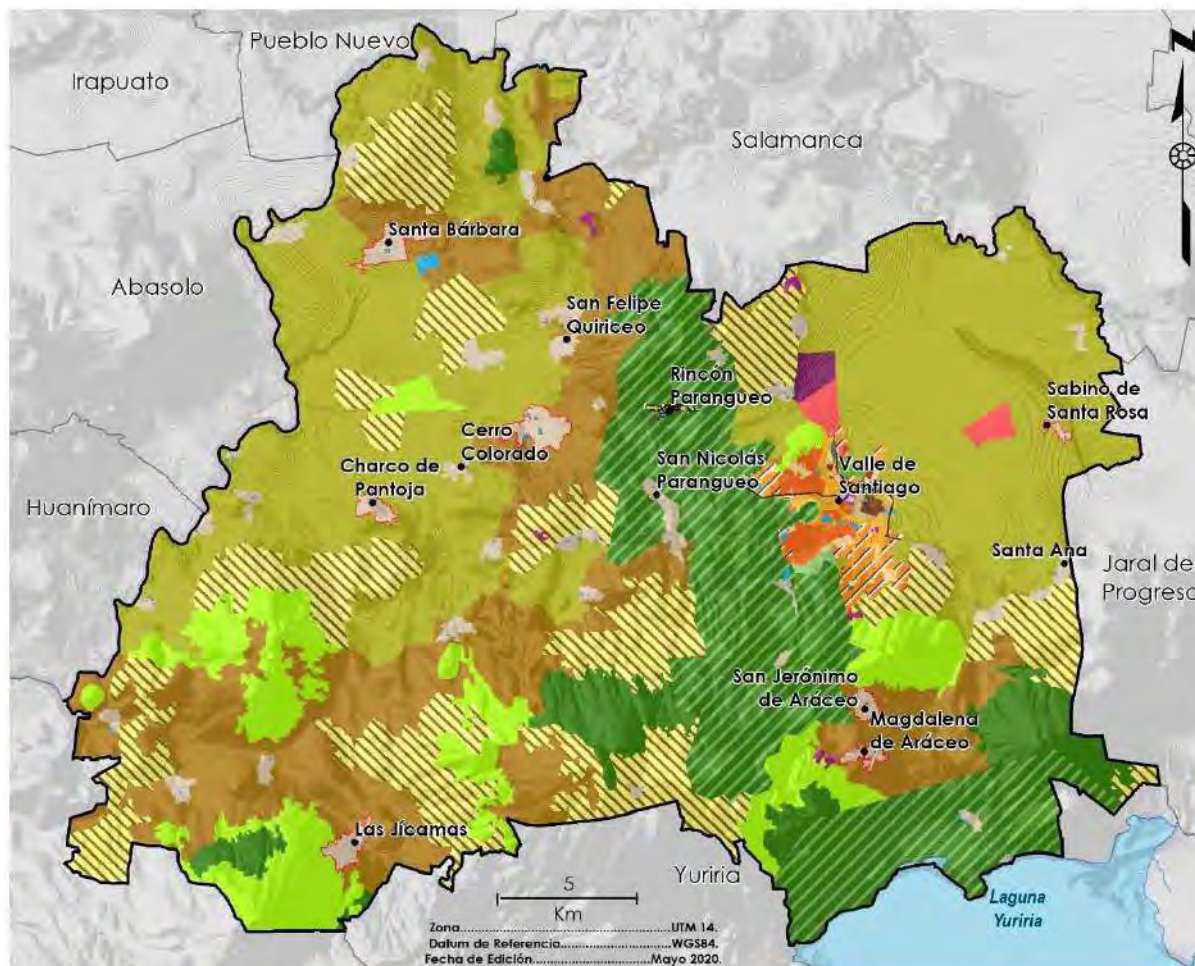 Pueblo Nuevo
Irapuato
Salamanca
Santa Bárbara
Abasolo
San Felipe
Quiriceo
Rincón
Parangueo
Sabino de
Santa Rosa
Cerro
Colorado
Charco de
Pantoja
San Nicolás
Parangueo
Valle de
Santiago
Huanímaro
Santa Ana
Jaral de
Progreso
San Jerónimo
de Aráceo
Magdalena
de Aráceo
Las Jícamas
Yuriria
5
Km
Laguna
Yuriria
Zona....................................UTM 14.
Datum de Referencia....................WGS84.
Fecha de Edición.................Mayo 2020.